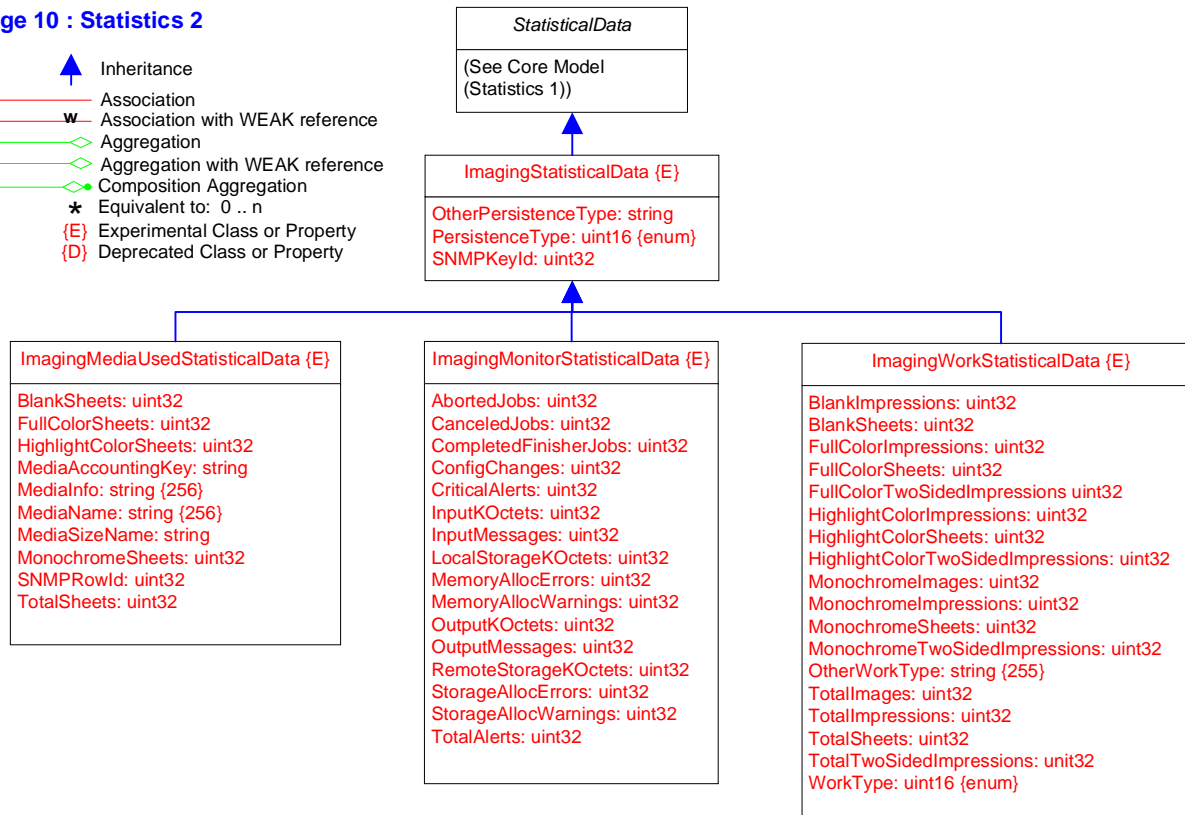 ge 10 : Statistics 2
Inheritance
Association
w Association with WEAK reference
Aggregation
Aggregation with WEAK reference
Composition Aggregation
* Equivalent to: 0 .. n
{E} Experimental Class or Property
{D} Deprecated Class or Property
StatisticalData
(See Core Model
(Statistics 1))
ImagingStatisticalData {E}
OtherPersistenceType: string
PersistenceType: uint16 {enum}
SNMPKeyId: uint32
ImagingMediaUsedStatisticalData {E}
BlankSheets: uint32
FullColorSheets: uint32
HighlightColorSheets: uint32
MediaAccountingKey: string
MediaInfo: string {256}
MediaName: string {256}
MediaSizeName: string
MonochromeSheets: uint32
SNMPRowId: uint32
TotalSheets: uint32
ImagingMonitorStatisticalData {E}
AbortedJobs: uint32
CanceledJobs: uint32
CompletedFinisherJobs: uint32
ConfigChanges: uint32
CriticalAlerts: uint32
InputKOctets: uint32
InputMessages: uint32
LocalStorageKOctets: uint32
MemoryAllocErrors: uint32
MemoryAllocWarnings: uint32
OutputKOctets: uint32
OutputMessages: uint32
RemoteStorageKOctets: uint32
StorageAllocErrors: uint32
StorageAllocWarnings: uint32
TotalAlerts: uint32
ImagingWorkStatisticalData {E}
BlankImpressions: uint32
BlankSheets: uint32
FullColorImpressions: uint32
FullColorSheets: uint32
FullColorTwoSidedImpressions uint32
HighlightColorImpressions: uint32
HighlightColorSheets: uint32
HighlightColorTwoSidedImpressions: uint32
MonochromeImages: uint32
MonochromeImpressions: uint32
MonochromeSheets: uint32
MonochromeTwoSidedImpressions: uint32
OtherWorkType: string {255}
TotalImages: uint32
TotalImpressions: uint32
TotalSheets: uint32
TotalTwoSidedImpressions: unit32
WorkType: uint16 {enum}